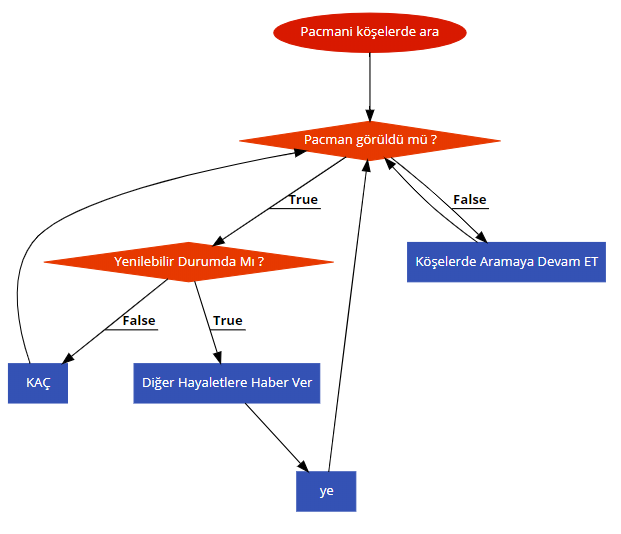 Pacmani köşelerde ara
Pacman görüldü mü ?
True
False
Yenilebilir Durumda Mı ?
Köşelerde Aramaya Devam ET
False
True
KAÇ
Diğer Hayaletlere Haber Ver
ye